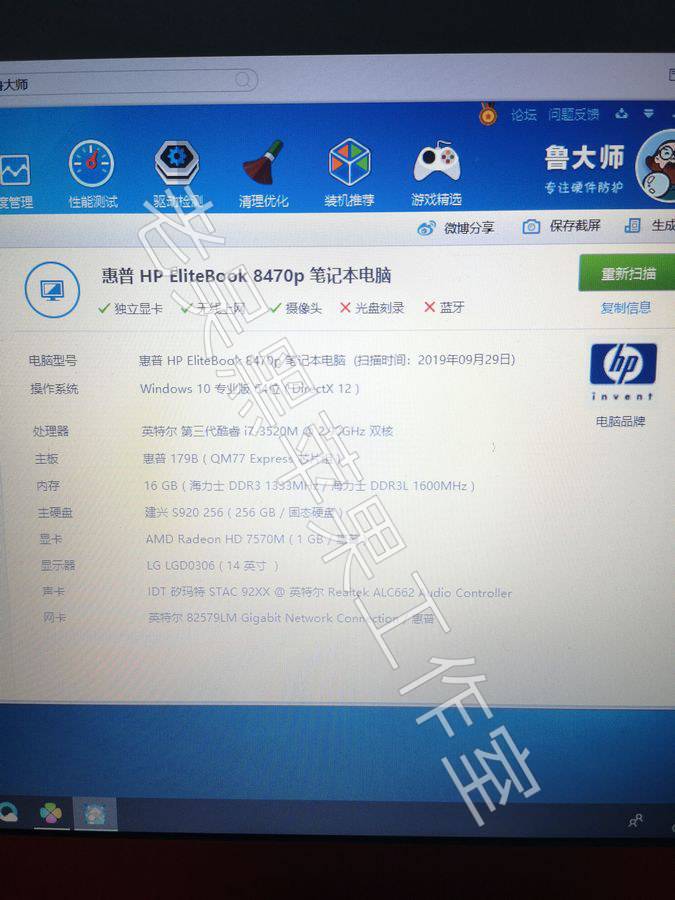 鲁大师
论坛 问题反馈
鲁大师
专注硬件防护
性能测试 驱动检测 清理优化 装机推荐 游戏精选
度管理
微博分享 保存截屏 生成
惠普 HP EliteBook 8470p 笔记本电脑
重新扫描
独立显卡 无线上网 摄像头 光盘刻录 蓝牙
复制信息
电脑型号 惠普 HP EliteBook 8470p 笔记本电脑 (扫描时间：2019年09月29日)
操作系统 Windows 10 专业版 64位 ( DirectX 12 )
hp
invent
电脑品牌
处理器 英特尔 第三代酷睿 i7-3520M @ GHz 双核
主板 惠普 179B ( QM77 Express 芯片组 )
内存 16 GB ( 海力士 DDR3 1333MHz / 海力士 DDR3L 1600MHz )
主硬盘 建兴 S920 256 ( 256 GB / 固态硬盘 )
显卡 AMD Radeon HD 7570M ( 1 GB / 惠普
显示器 LG LGD0306 ( 14 英寸 )
声卡 IDT 矽玛特 STAC 92XX @ 英特尔 Realtek ALC662 Audio Controller
网卡 英特尔 82579LM Gigabit Network Connection / 惠普
老吴黑苹果工作室